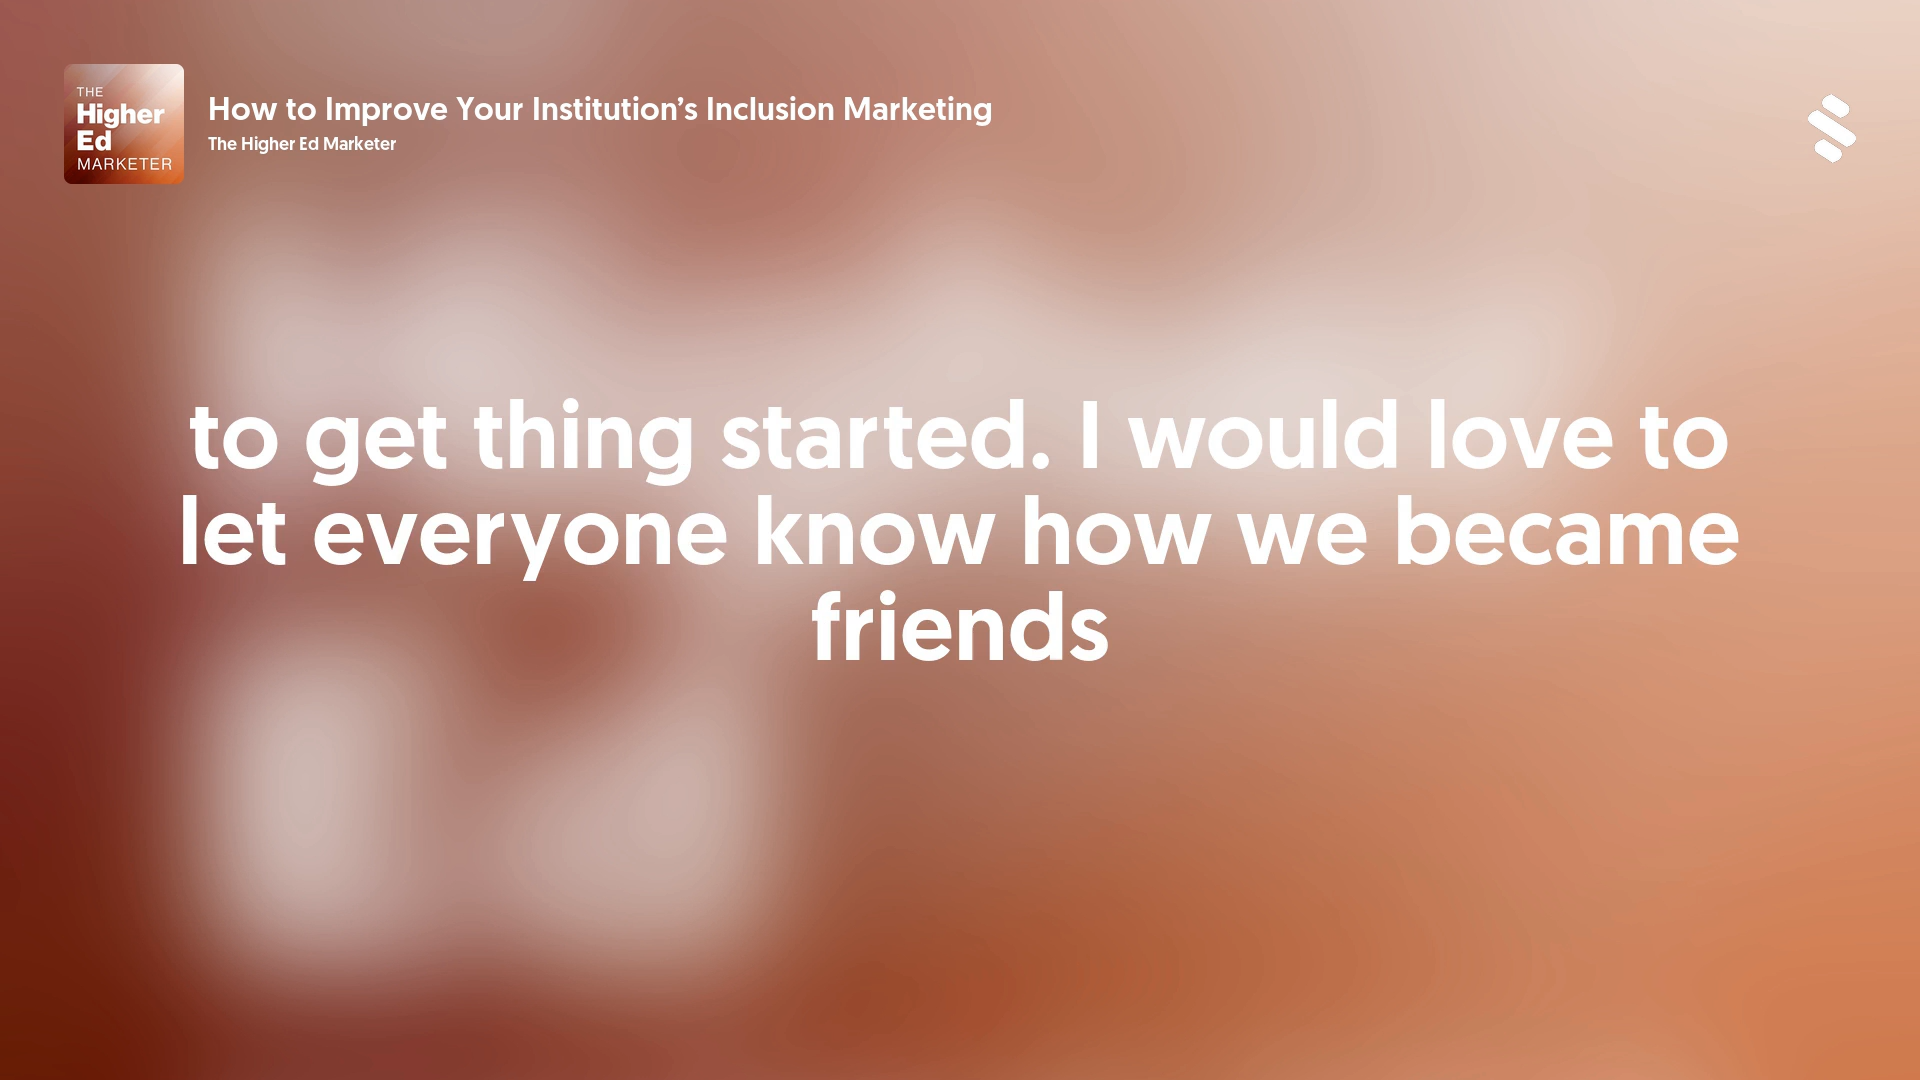 THE
Higher
Ed
MARKETER
How to Improve Your Institution’s Inclusion Marketing
The Higher Ed Marketer
to get thing started. I would love to
let everyone know how we became
friends